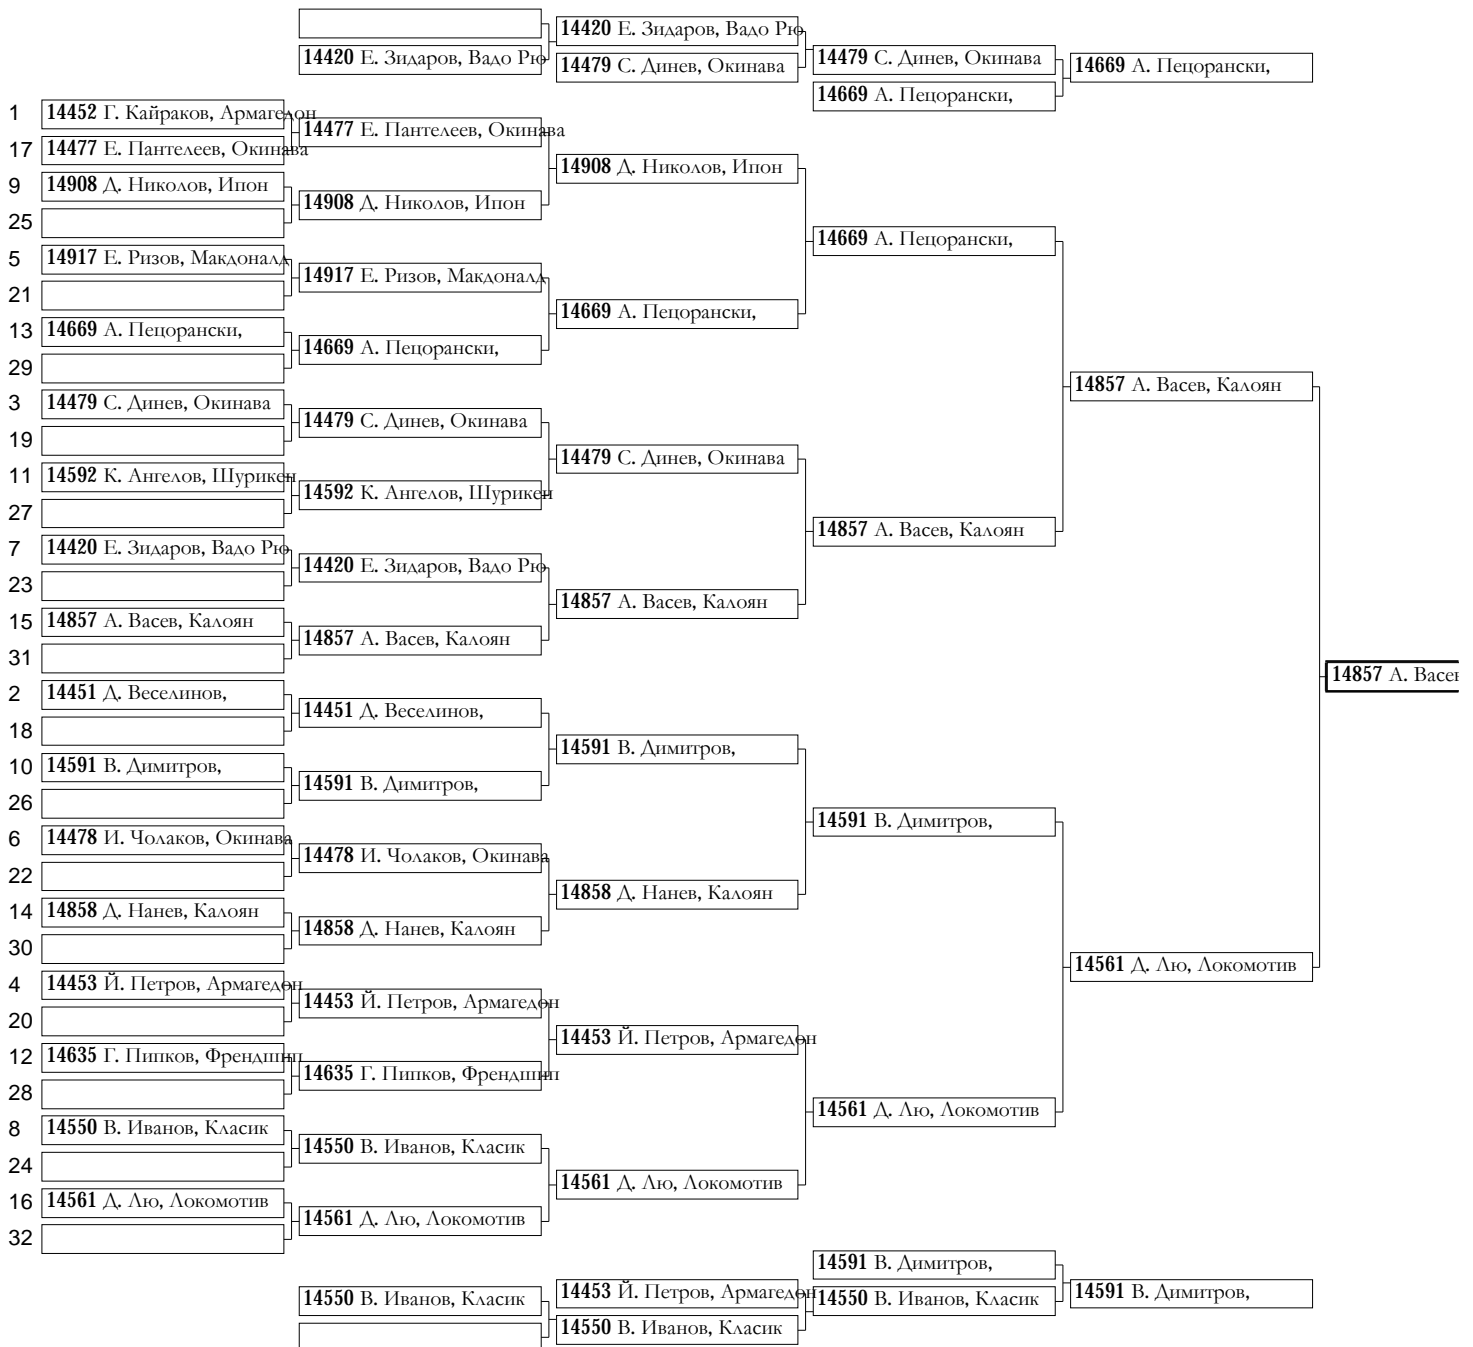 14420 Е. Зидаров, Вадо Рю
14420 Е. Зидаров, Вадо Рю
14479 С. Динев, Окинава
14479 С. Динев, Окинава
14669 А. Пецорански,
14669 А. Пецорански,
1 14452 Г. Кайраков, Армагедон
17 14477 Е. Пантелеев, Окинава
9 14908 Д. Николов, Ипон
25
5 14917 Е. Ризов, Макдоналд
21
13 14669 А. Пецорански,
29
3 14479 С. Динев, Окинава
19
11 14592 К. Ангелов, Шурикен
27
7 14420 Е. Зидаров, Вадо Рю
23
15 14857 А. Васев, Калоян
31
2 14451 Д. Веселинов,
18
10 14591 В. Димитров,
26
6 14478 И. Чолаков, Окинава
22
14 14858 Д. Нанев, Калоян
30
4 14453 Й. Петров, Армагедон
20
12 14635 Г. Пипков, Френдшип
28
8 14550 В. Иванов, Класик
24
16 14561 Д. Лю, Локомотив
32
14477 Е. Пантелеев, Окинава
14908 Д. Николов, Ипон
14917 Е. Ризов, Макдоналд
14669 А. Пецорански,
14479 С. Динев, Окинава
14592 К. Ангелов, Шурикен
14420 Е. Зидаров, Вадо Рю
14857 А. Васев, Калоян
14451 Д. Веселинов,
14591 В. Димитров,
14478 И. Чолаков, Окинава
14858 Д. Нанев, Калоян
14453 Й. Петров, Армагедон
14635 Г. Пипков, Френдшип
14550 В. Иванов, Класик
14561 Д. Лю, Локомотив
14908 Д. Николов, Ипон
14669 А. Пецорански,
14479 С. Динев, Окинава
14857 А. Васев, Калоян
14591 В. Димитров,
14858 Д. Нанев, Калоян
14453 Й. Петров, Армагедон
14561 Д. Лю, Локомотив
14669 А. Пецорански,
14857 А. Васев, Калоян
14591 В. Димитров,
14561 Д. Лю, Локомотив
14857 А. Васев, Калоян
14561 Д. Лю, Локомотив
14857 А. Васев
14550 В. Иванов, Класик
14453 Й. Петров, Армагедон
14550 В. Иванов, Класик
14591 В. Димитров,
14550 В. Иванов, Класик
14591 В. Димитров,